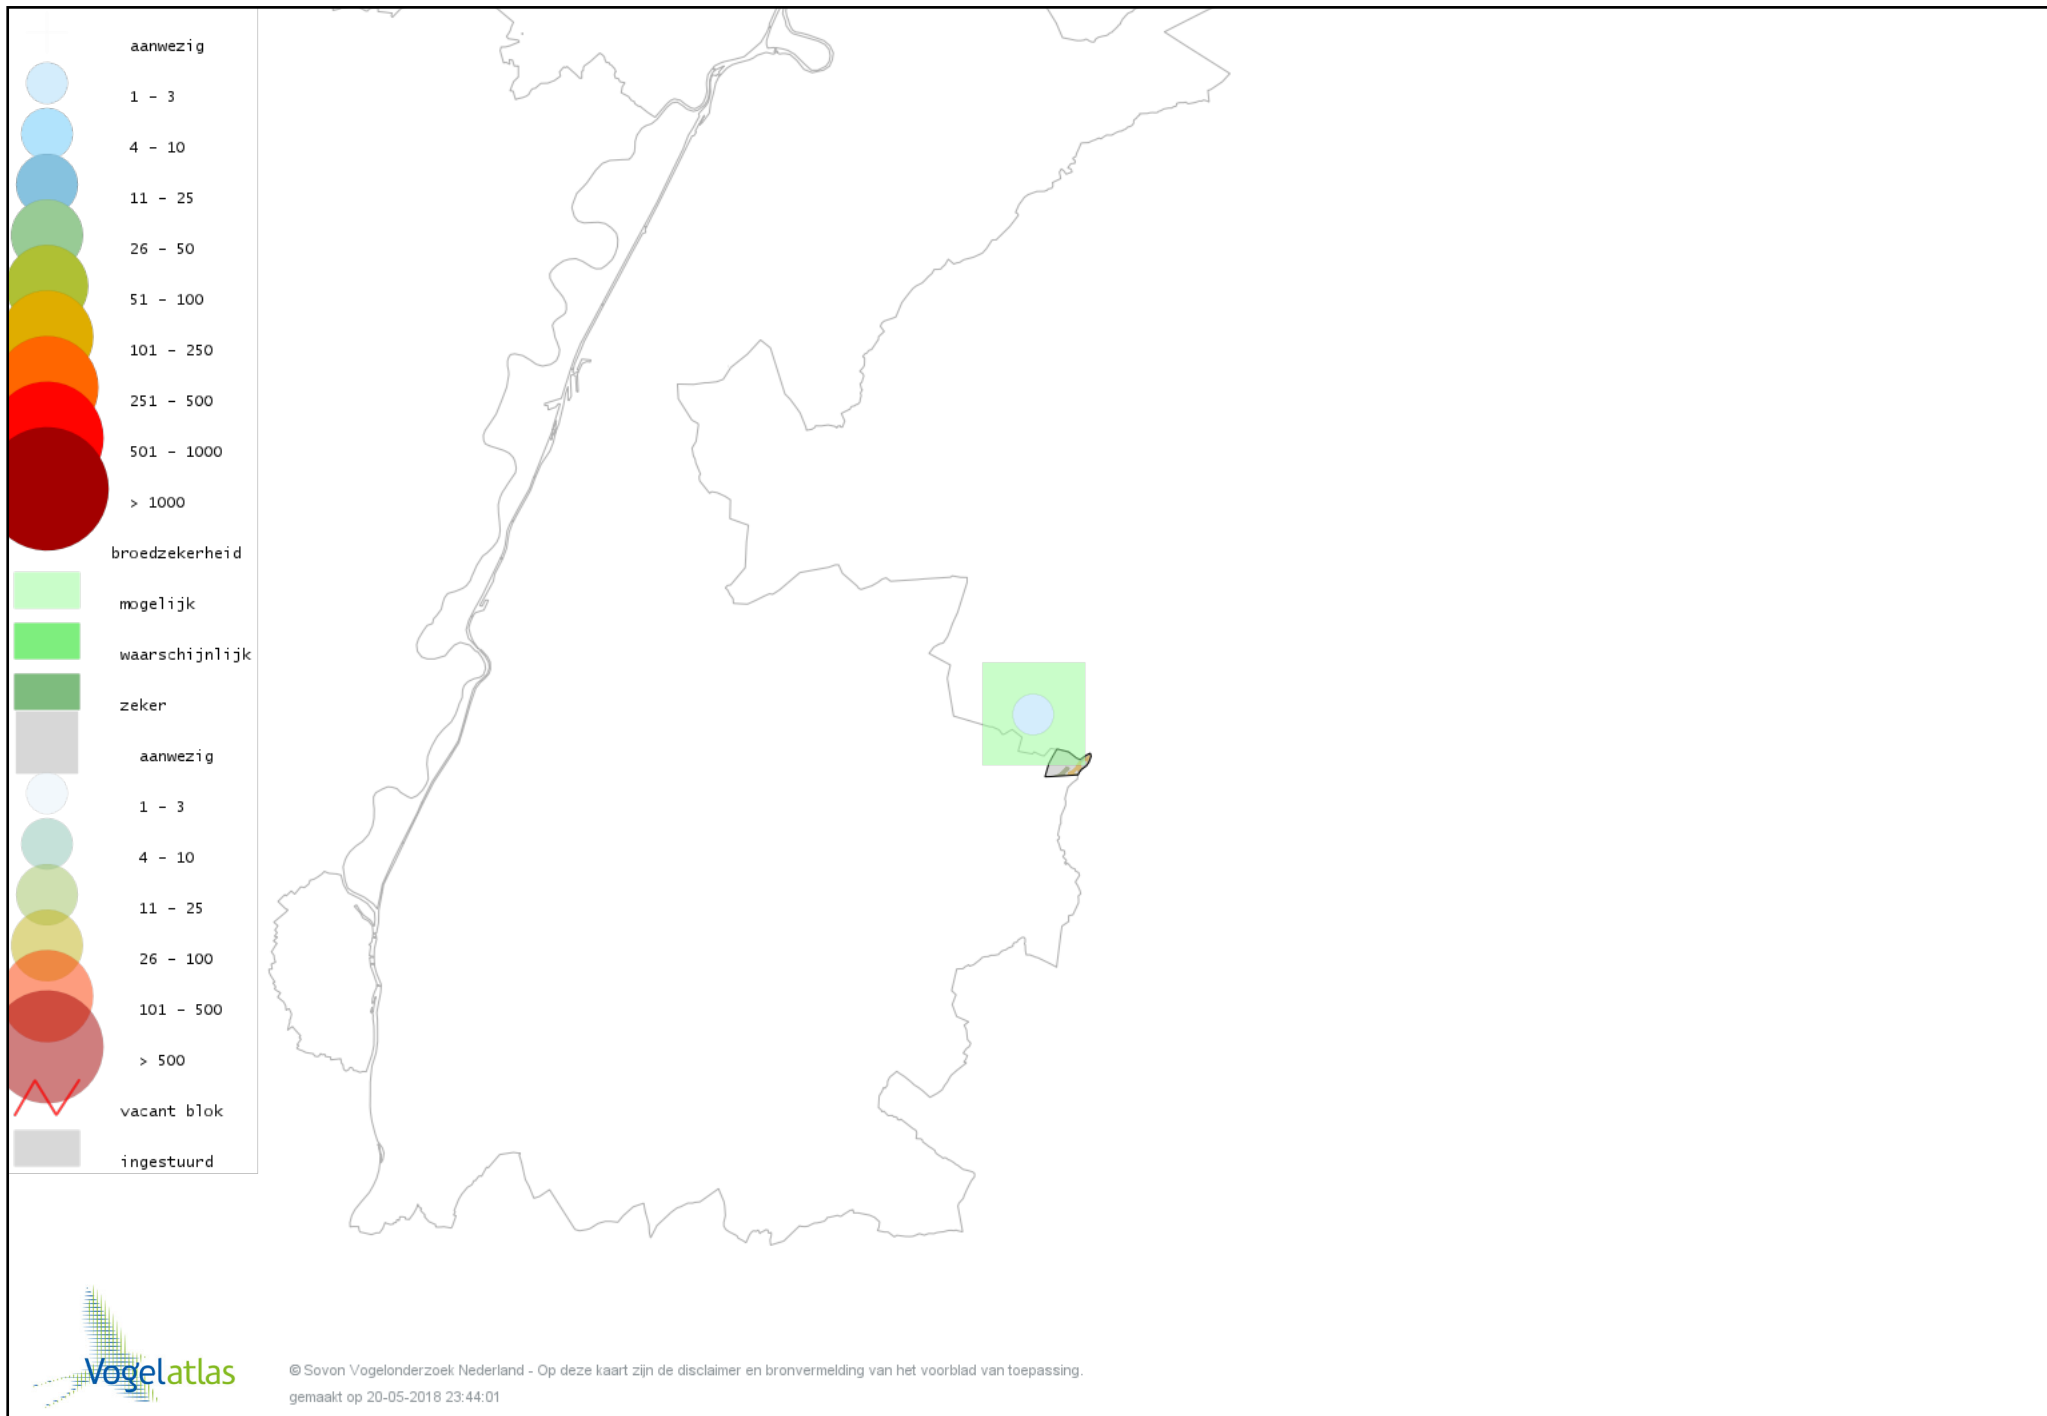 aanwezig
1 - 3
4 - 10
11 - 25
26 - 50
51 - 100
101 - 250
251 - 500
501 - 1000
> 1000
broedzekerheid
mogelijk
waarschijnlijk
zeker
aanwezig
1 - 3
4 - 10
11 - 25
26 - 100
101 - 500
> 500
vacant blok
ingestuurd
Vogelatlas
© Sovon Vogelonderzoek Nederland - Op deze kaart zijn de disclaimer en bronvermelding van het voorblad van toepassing.
gemaakt op 20-05-2018 23:44:01